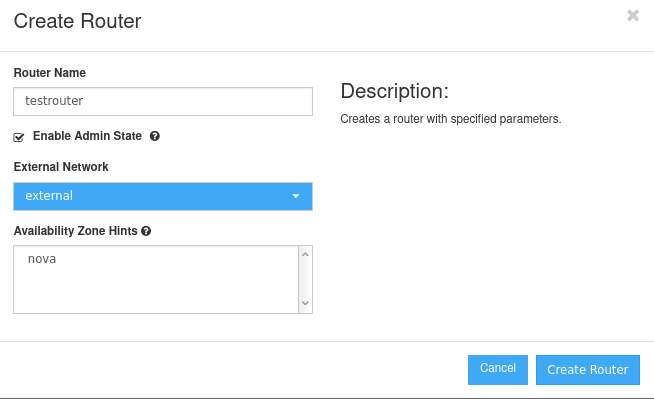 Create Router
Router Name
testrouter
Enable Admin State
External Network
external
Availability Zone Hints
nova
Description:
Creates a router with specified parameters.
Cancel
Create Router